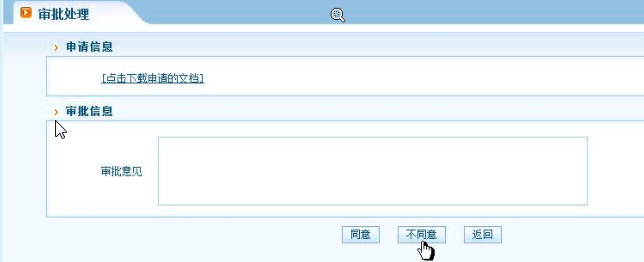 审批处理
申请信息
[点击下载申请的文档]
审批信息
审批意见
同意 不同意 返回